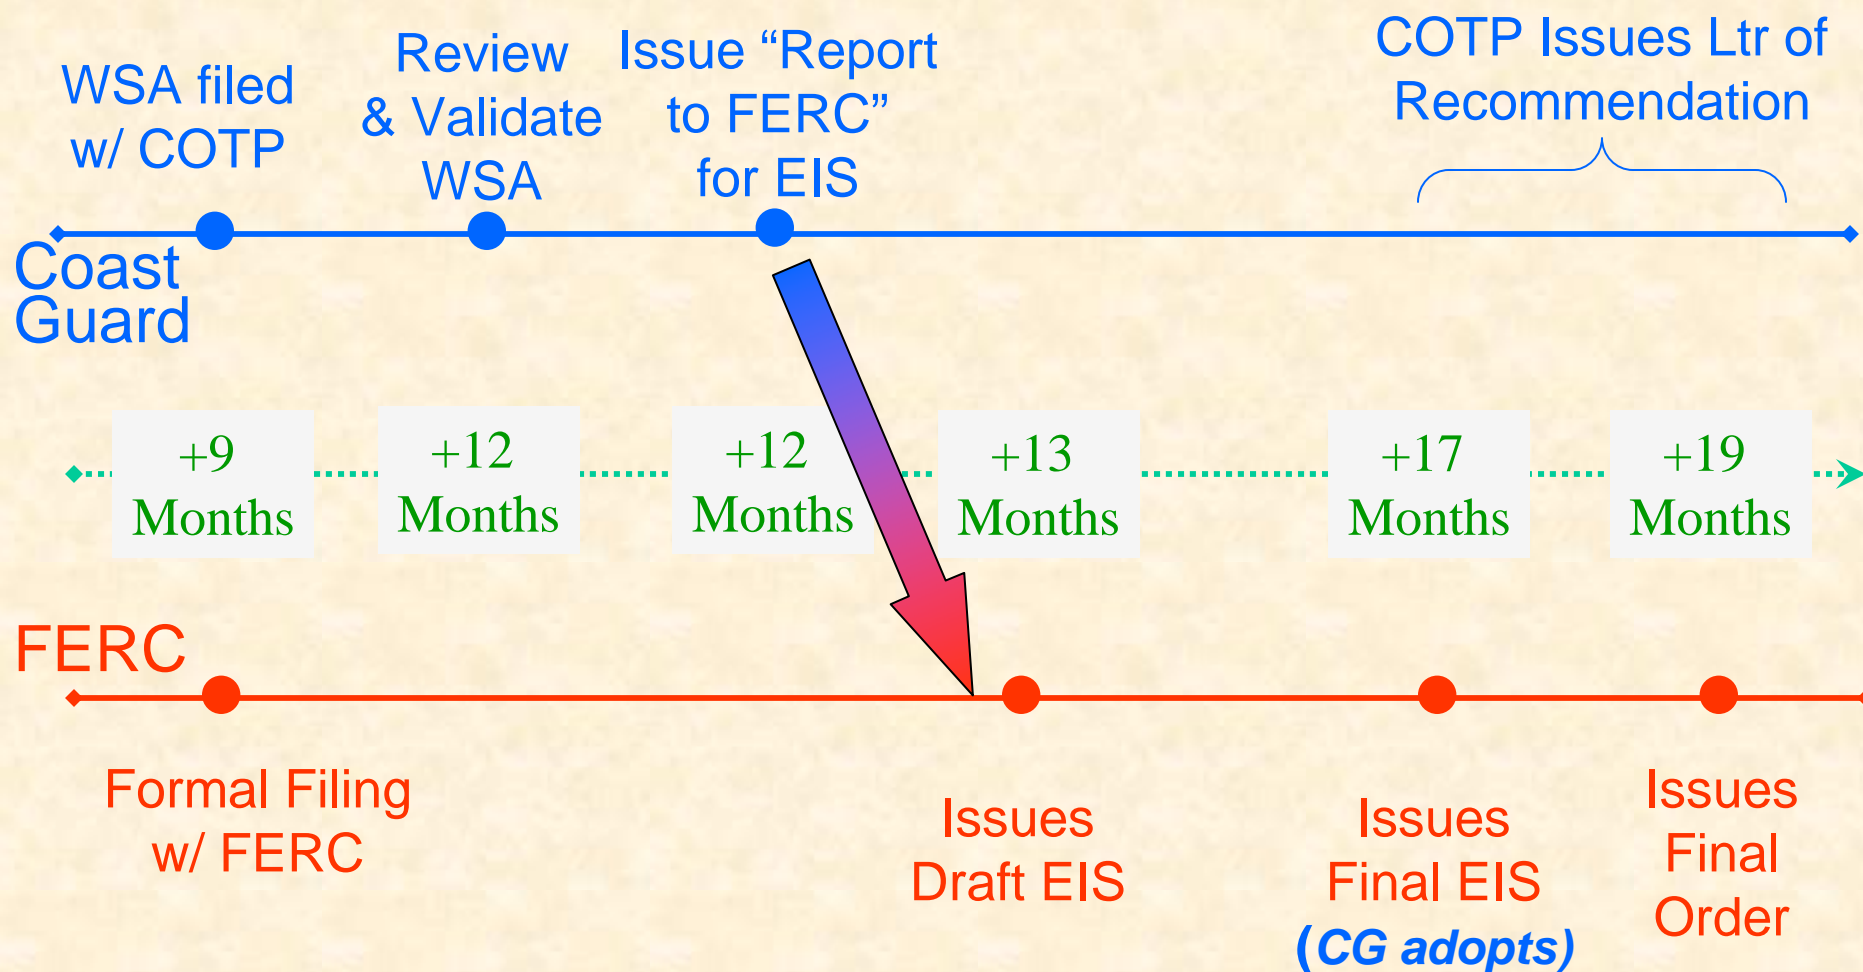 WSA filed
w/ COTP
Review
& Validate
WSA
Issue “Report
to FERC”
for EIS
COTP Issues Ltr of
Recommendation
Coast
Guard
+9
Months
+12
Months
+12
Months
+13
Months
+17
Months
+19
Months
FERC
Formal Filing
w/ FERC
Issues
Draft EIS
Issues
Final EIS
(CG adopts)
Issues
Final
Order